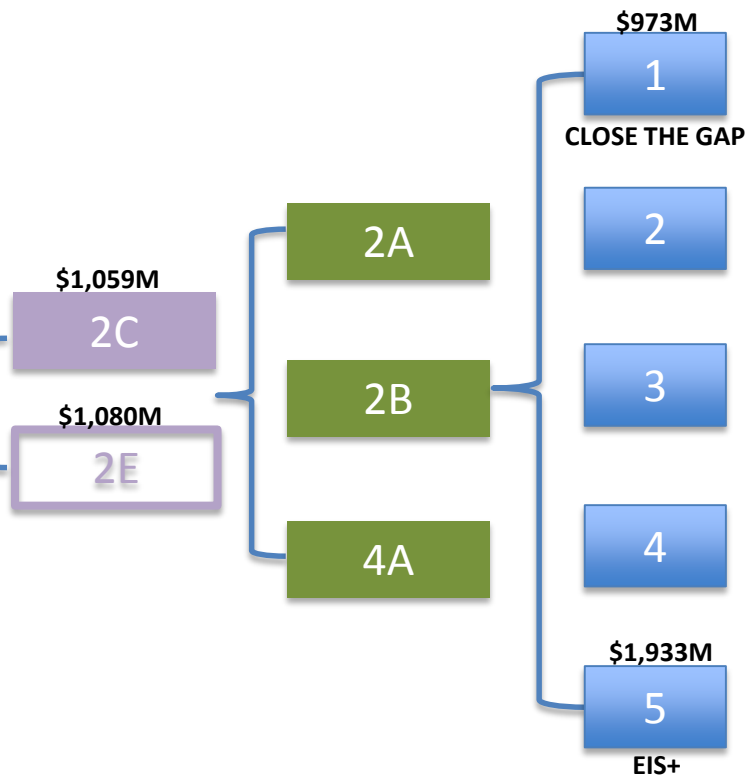 $1,059M
2C
$1,080M
2E
2A
2B
4A
$973M
1
CLOSE THE GAP
2
3
4
$1,933M
5
EIS+